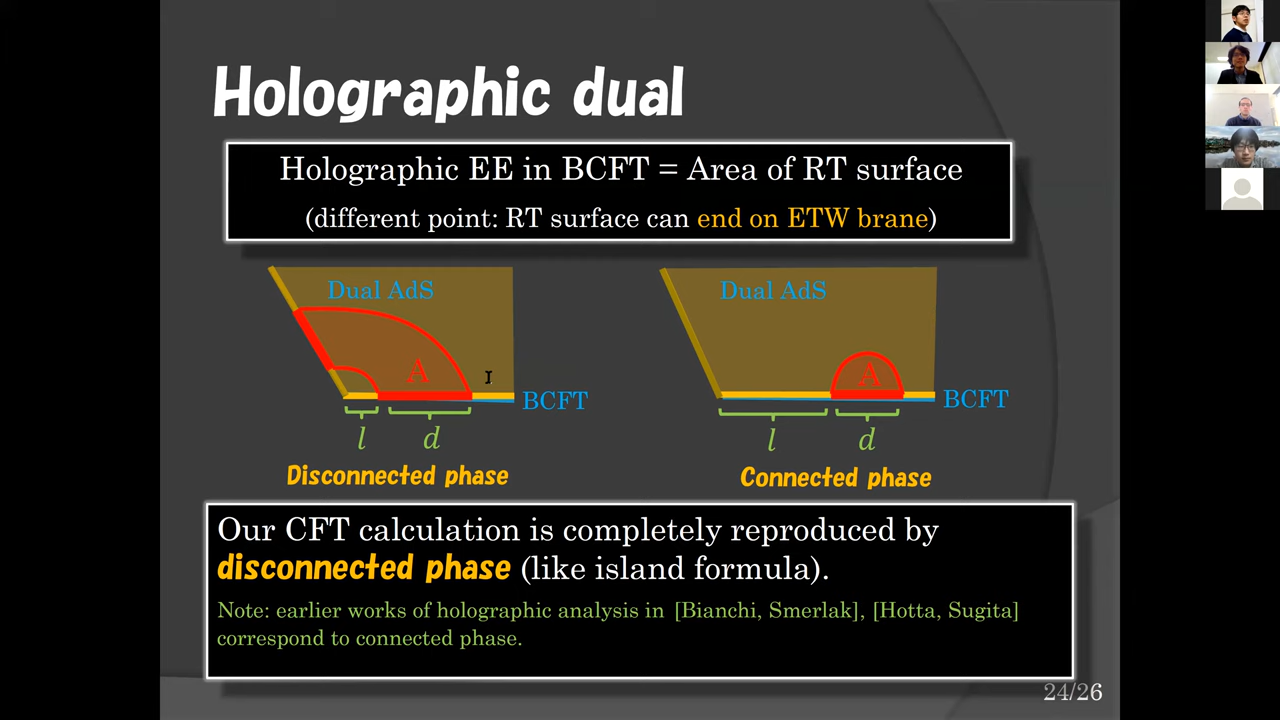 Holographic dual
Holographic EE in BCFT = Area of RT surface
(different point: RT surface can end on ETW brane)
Dual AdS
A
BCFT
l
d
Disconnected phase
Dual AdS
A
BCFT
l
d
Connected phase
Our CFT calculation is completely reproduced by
disconnected phase (like island formula).
Note: earlier works of holographic analysis in [Bianchi, Smerlak], [Hotta, Sugita]
correspond to connected phase.
24/26